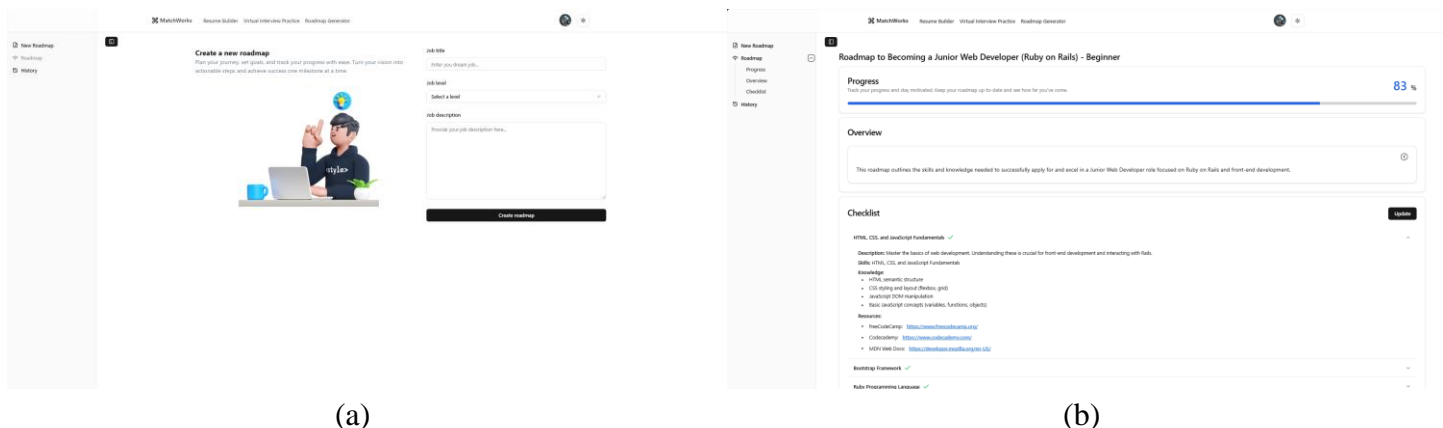 MatchWorks Resume Builder Virtual Interview Practice Roadmap Generator
New Roadmap
Roadmap
History
Create a new roadmap
Plan your journey, set goals, and track your progress with ease. Turn your vision into
actionable steps and achieve success one milestone at a time
style>
Job title
Enter you dream job...
Job level
Select a level
Job description
Provide your job description here...
Create roadmap
(a)
MatchWorks Resume Builder Virtual Interview Practice Roadmap Generator
New Roadmap
Roadmap
Progress
Overview
Checklist
History
Roadmap to Becoming a Junior Web Developer (Ruby on Rails) - Beginner
Progress
Track your progress and stay motivated. Keep your roadmap up-to-date and see how far you've come.
83 %
Overview
This roadmap outlines the skills and knowledge needed to successfully apply for and excel in a Junior Web Developer role focused on Ruby on Rails and front-end development.
Checklist
Update
HTML, CSS, and JavaScript Fundamentals
Description: Master the basics of web development. Understanding these is crucial for front-end development and interacting with Rails.
Skills: HTML, CSS, and JavaScript Fundamentals
Knowledge:
HTML semantic structure
CSS styling and layout (flexbox, grid)
JavaScript DOM manipulation
Basic JavaScript concepts (variables, functions, objects)
Resources:
freeCodeCamp: https://www.freecodecamp.org/
Codecademy: https://www.codecademy.com/
MDN Web Docs: https://developer.mozilla.org/en-US/
Bootstrap Framework
Ruby Programming Language
(b)